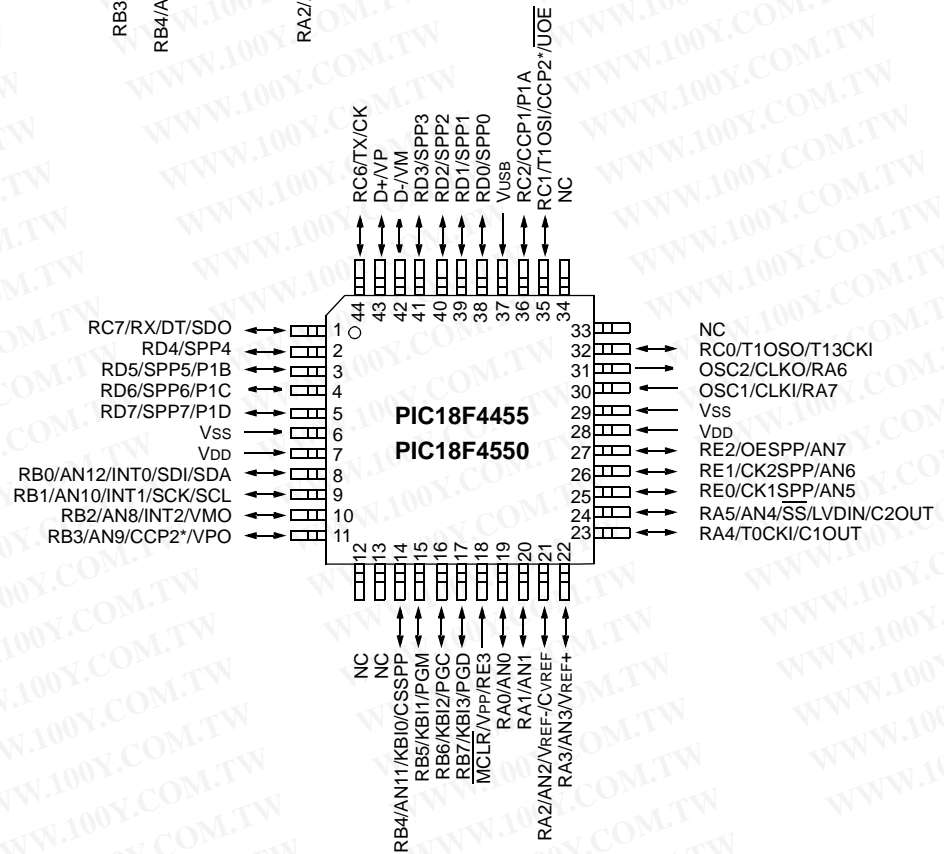 RB3
RB4/A
RA2/
RC6/TX/CK
D+/VP
D-/VM
RD3/SPP3
RD2/SPP2
RD1/SPP1
RD0/SPP0
VUSB
RC2/CCP1/P1A
RC1/T1OSI/CCP2*/UOE
NC
44
43
42
41
40
39
38
37
36
35
34
RC7/RX/DT/SDO 1
RD4/SPP4 2
RD5/SPP5/P1B 3
RD6/SPP6/P1C 4
RD7/SPP7/P1D 5
VSS 6
VDD 7
RB0/AN12/INT0/SDI/SDA 8
RB1/AN10/INT1/SCK/SCL 9
RB2/AN8/INT2/VMO 10
RB3/AN9/CCP2*/VPO 11
PIC18F4455
PIC18F4550
33 NC
32 RC0/T1OSO/T13CKI
31 OSC2/CLKO/RA6
30 OSC1/CLKI/RA7
29 VSS
28 VDD
27 RE2/OESPP/AN7
26 RE1/CK2SPP/AN6
25 RE0/CK1SPP/AN5
24 RA5/AN4/SS/LVDIN/C2OUT
23 RA4/T0CKI/C1OUT
12
13
14
15
16
17
18
19
20
21
22
NC
NC
RB4/AN11/KBI0/CSSPP
RB5/KBI1/PGM
RB6/KBI2/PGC
RB7/KBI3/PGD
MCLR/VPP/RE3
RA0/AN0
RA1/AN1
RA2/AN2/VREF-/CVREF
RA3/AN3/VREF+
WWW.100Y.COM.TW